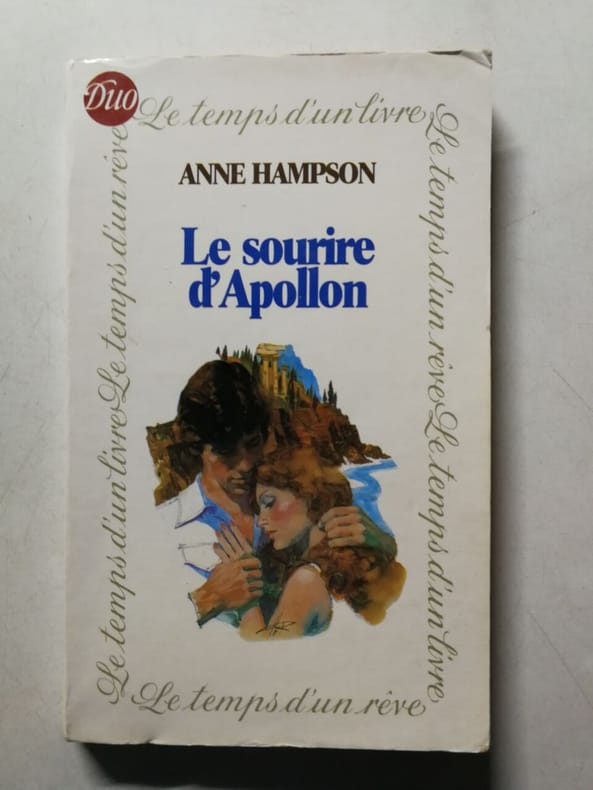 Duo
Le temps d'un livre
Le temps d'un rêve Le temps d'un livre
Le temps d'un livre Le temps d'un rêve
Le temps d'un rêve
ANNE HAMPSON
Le sourire
d'Apollon